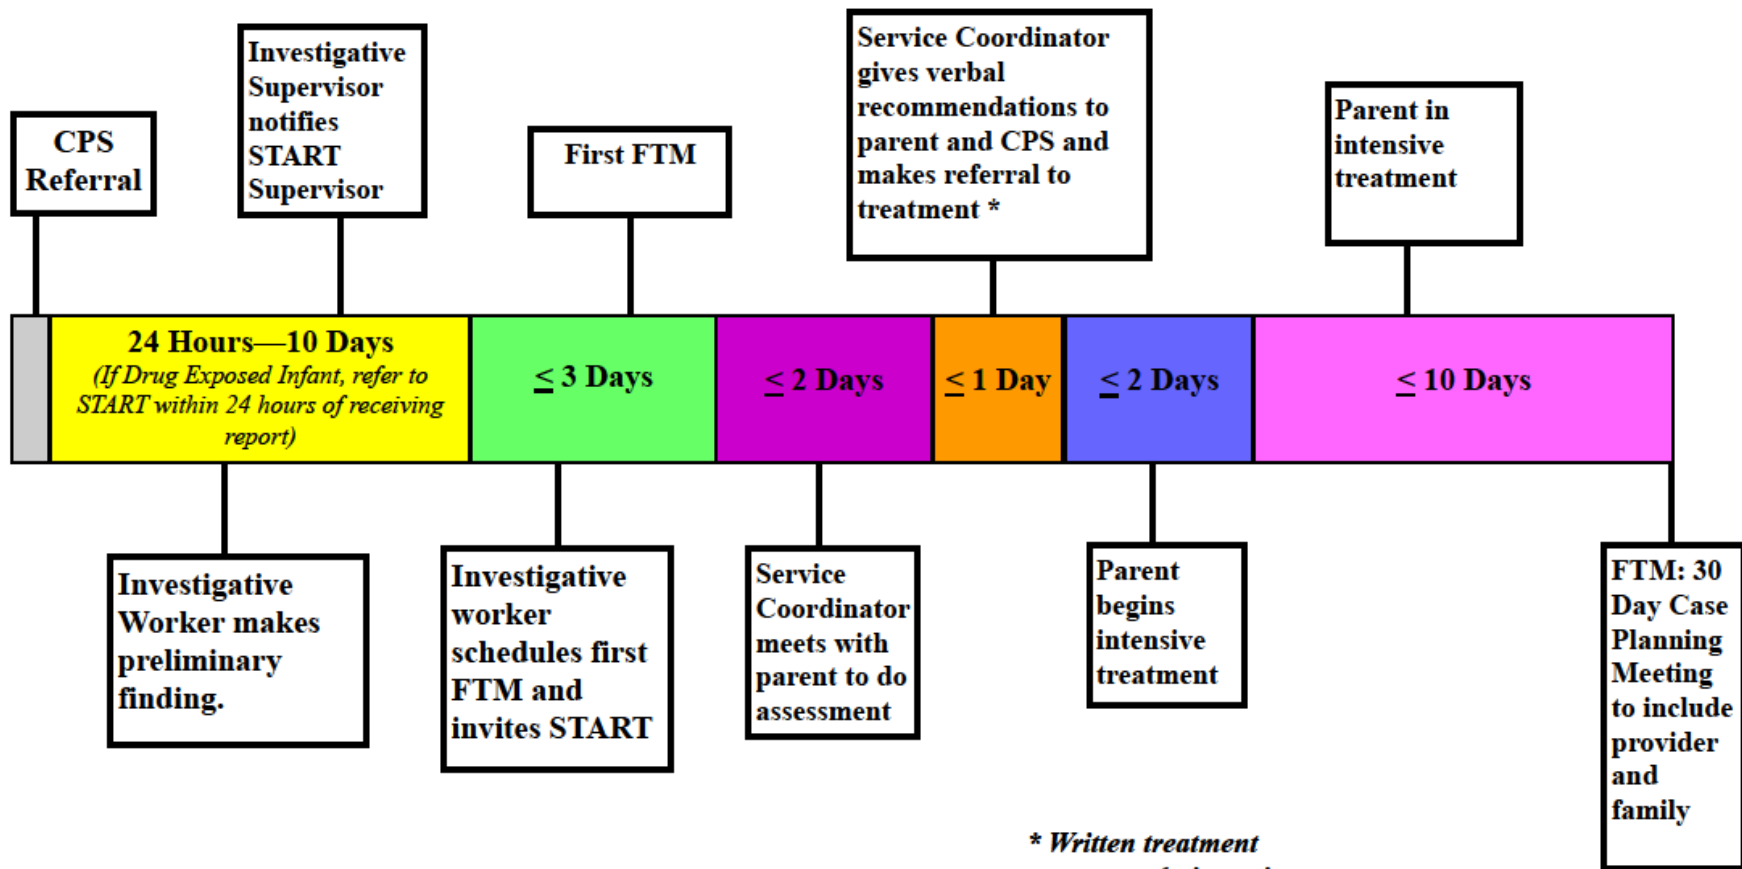 CPS
Referral
Investigative
Supervisor
notifies
START
Supervisor
First FTM
Service Coordinator
gives verbal
recommendations to
parent and CPS and
makes referral to
treatment *
Parent in
intensive
treatment
24 Hours—10 Days
(If Drug Exposed Infant, refer to
START within 24 hours of receiving
report)
≤ 3 Days
≤ 2 Days
≤ 1 Day
≤ 2 Days
≤ 10 Days
Investigative
Worker makes
preliminary
finding.
Investigative
worker
schedules first
FTM and
invites START
Service
Coordinator
meets with
parent to do
assessment
Parent
begins
intensive
treatment
FTM: 30
Day Case
Planning
Meeting
to include
provider
and
family
* Written treatment